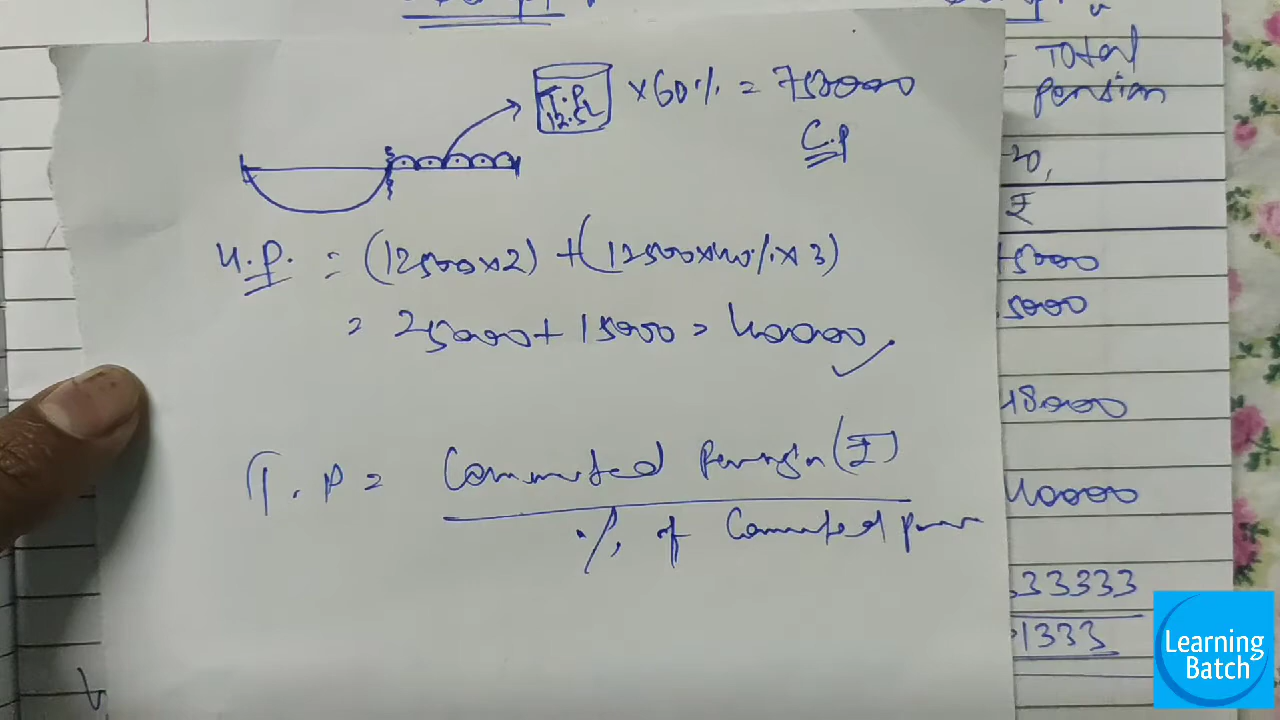 Total
pension
T.P 12.5L × 60% = 750000
C.P
20,
₹
U.P. = (12500×2) + (12500×40%×3)
15000
= 25000 + 15000 = 40000
5000
18000
T.P = Commuted Pension (₹)
% of Commuted
40000
33333
1333
Learning
Batch